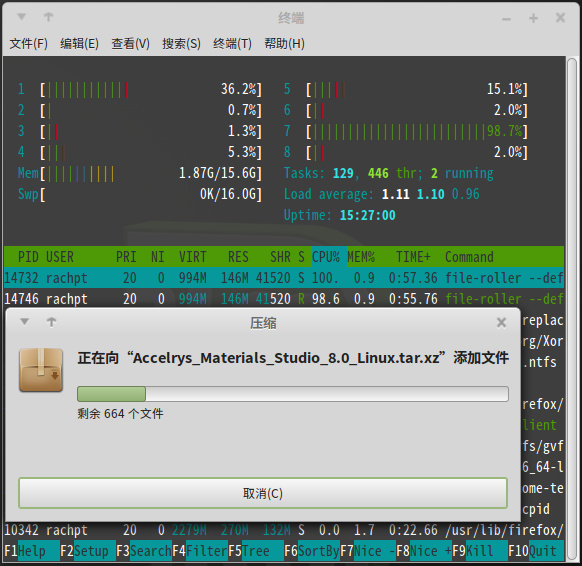 终端
文件(F) 编辑(E) 查看(V) 搜索(S) 终端(T) 帮助(H)
1 [||||||||||| 36.2%] 5 [|||| 15.1%]
2 [| 0.7%] 6 [|| 2.0%]
3 [|| 1.3%] 7 [||||||||||||||||||||||||98.7%]
4 [|| 5.3%] 8 [|| 2.0%]
Mem[|||||||||| 1.87G/15.6G] Tasks: 129, 446 thr; 2 running
Swp[ 0K/16.0G] Load average: 1.11 1.10 0.96
Uptime: 15:27:00
PID USER PRI NI VIRT RES SHR S CPU% MEM% TIME+ Command
14732 rachpt 20 0 994M 146M 41520 S 100. 0.9 0:57.36 file-roller --def
14746 rachpt 20 0 994M 146M 41520 R 98.6 0.9 0:55.76 file-roller --def
压缩
replac
正在向“Accelrys_Materials_Studio_8.0_Linux.tar.xz”添加文件
rg/Xor
.ntfs
剩余 664 个文件
refox/
lient
fs/gvf
6_64-l
取消(C)
ome-te
cpid
10342 rachpt 20 0 2279M 270M 132M S 0.0 1.7 0:22.66 /usr/lib/firefox/
F1Help F2Setup F3SearchF4FilterF5Tree F6SortByF7Nice -F8Nice +F9Kill F10Quit